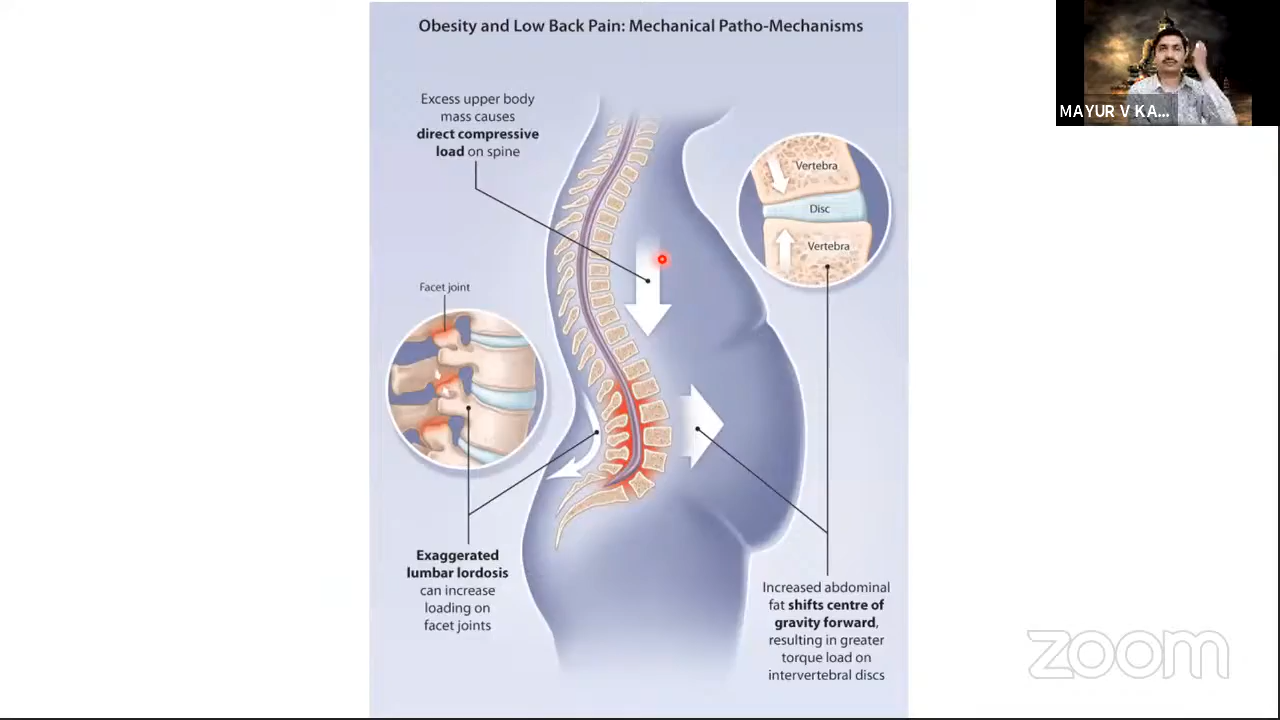 Obesity and Low Back Pain: Mechanical Patho-Mechanisms
MAYUR V KA...
Excess upper body
mass causes
direct compressive
load on spine
Vertebra
Disc
Vertebra
Facet joint
Exaggerated
lumbar lordosis
can increase
loading on
facet joints
Increased abdominal
fat shifts centre of
gravity forward,
resulting in greater
torque load on
intervertebral discs
zoom